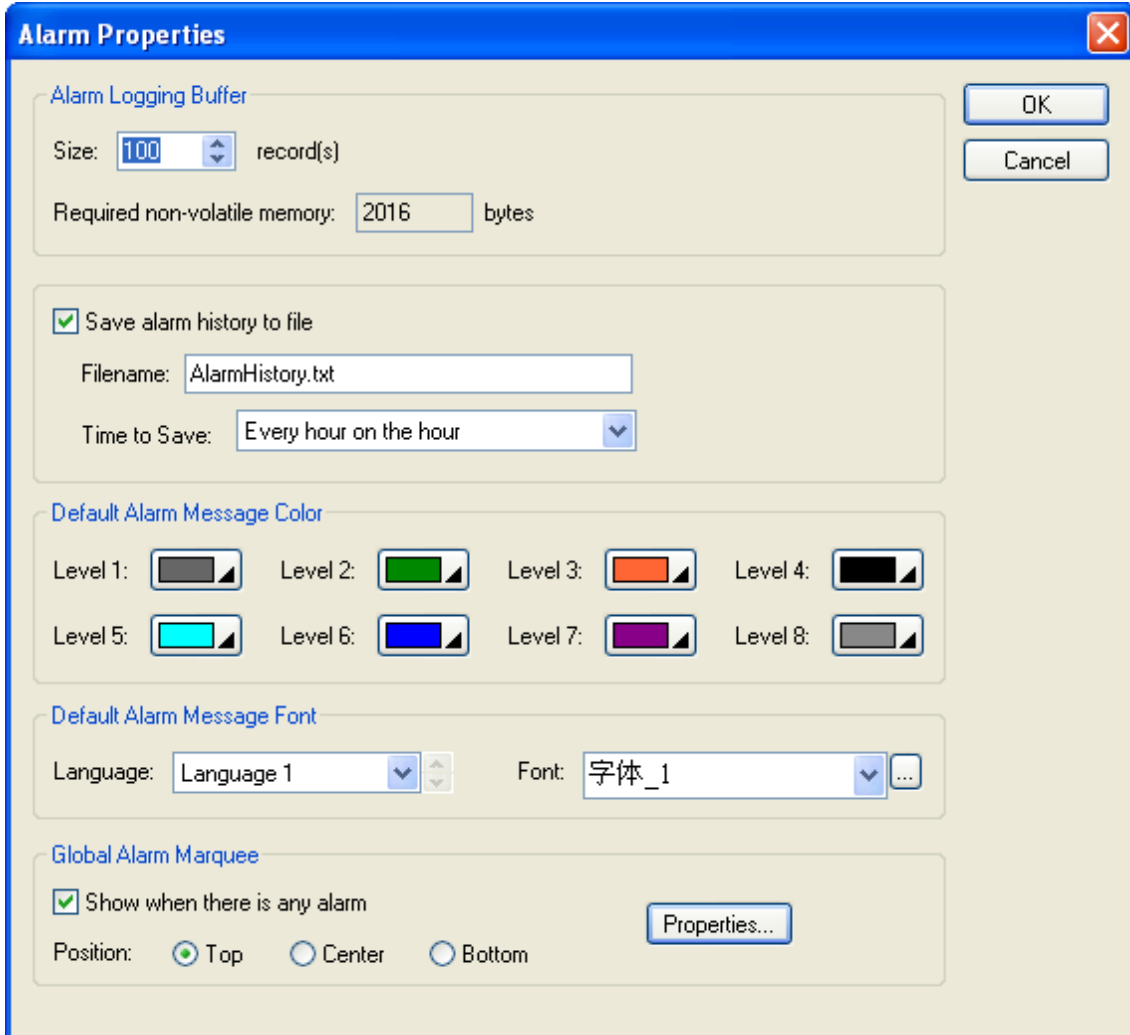 Alarm Properties
Alarm Logging Buffer
OK
Size: 100 record(s)
Cancel
Required non-volatile memory: 2016 bytes
Save alarm history to file
Filename: AlarmHistory.txt
Time to Save: Every hour on the hour
Default Alarm Message Color
Level 1: Level 2: Level 3: Level 4:
Level 5: Level 6: Level 7: Level 8:
Default Alarm Message Font
Language: Language 1 Font: 字体_1 ...
Global Alarm Marquee
Show when there is any alarm
Properties...
Position: Top Center Bottom